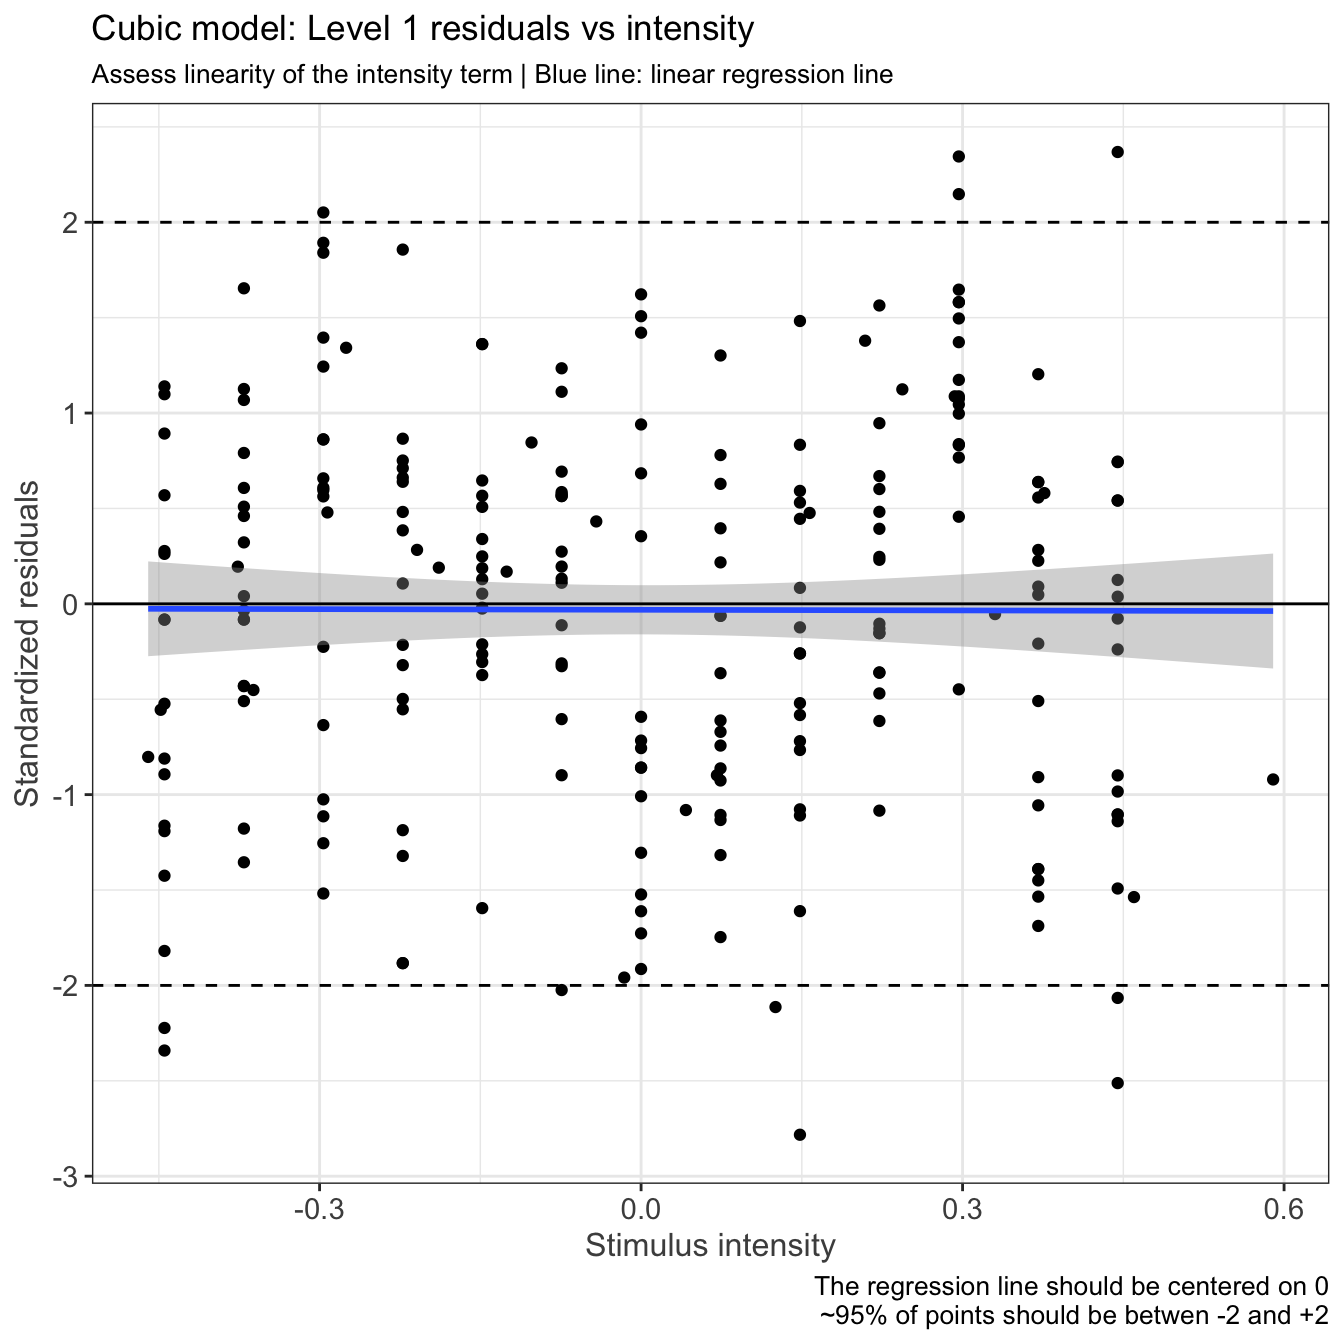 Cubic model: Level 1 residuals vs intensity
Assess linearity of the intensity term | Blue line: linear regression line
Standardized residuals
2
1
0
-1
-2
-3
-0.3 0.0 0.3 0.6
Stimulus intensity
The regression line should be centered on 0
~95% of points should be betwen -2 and +2